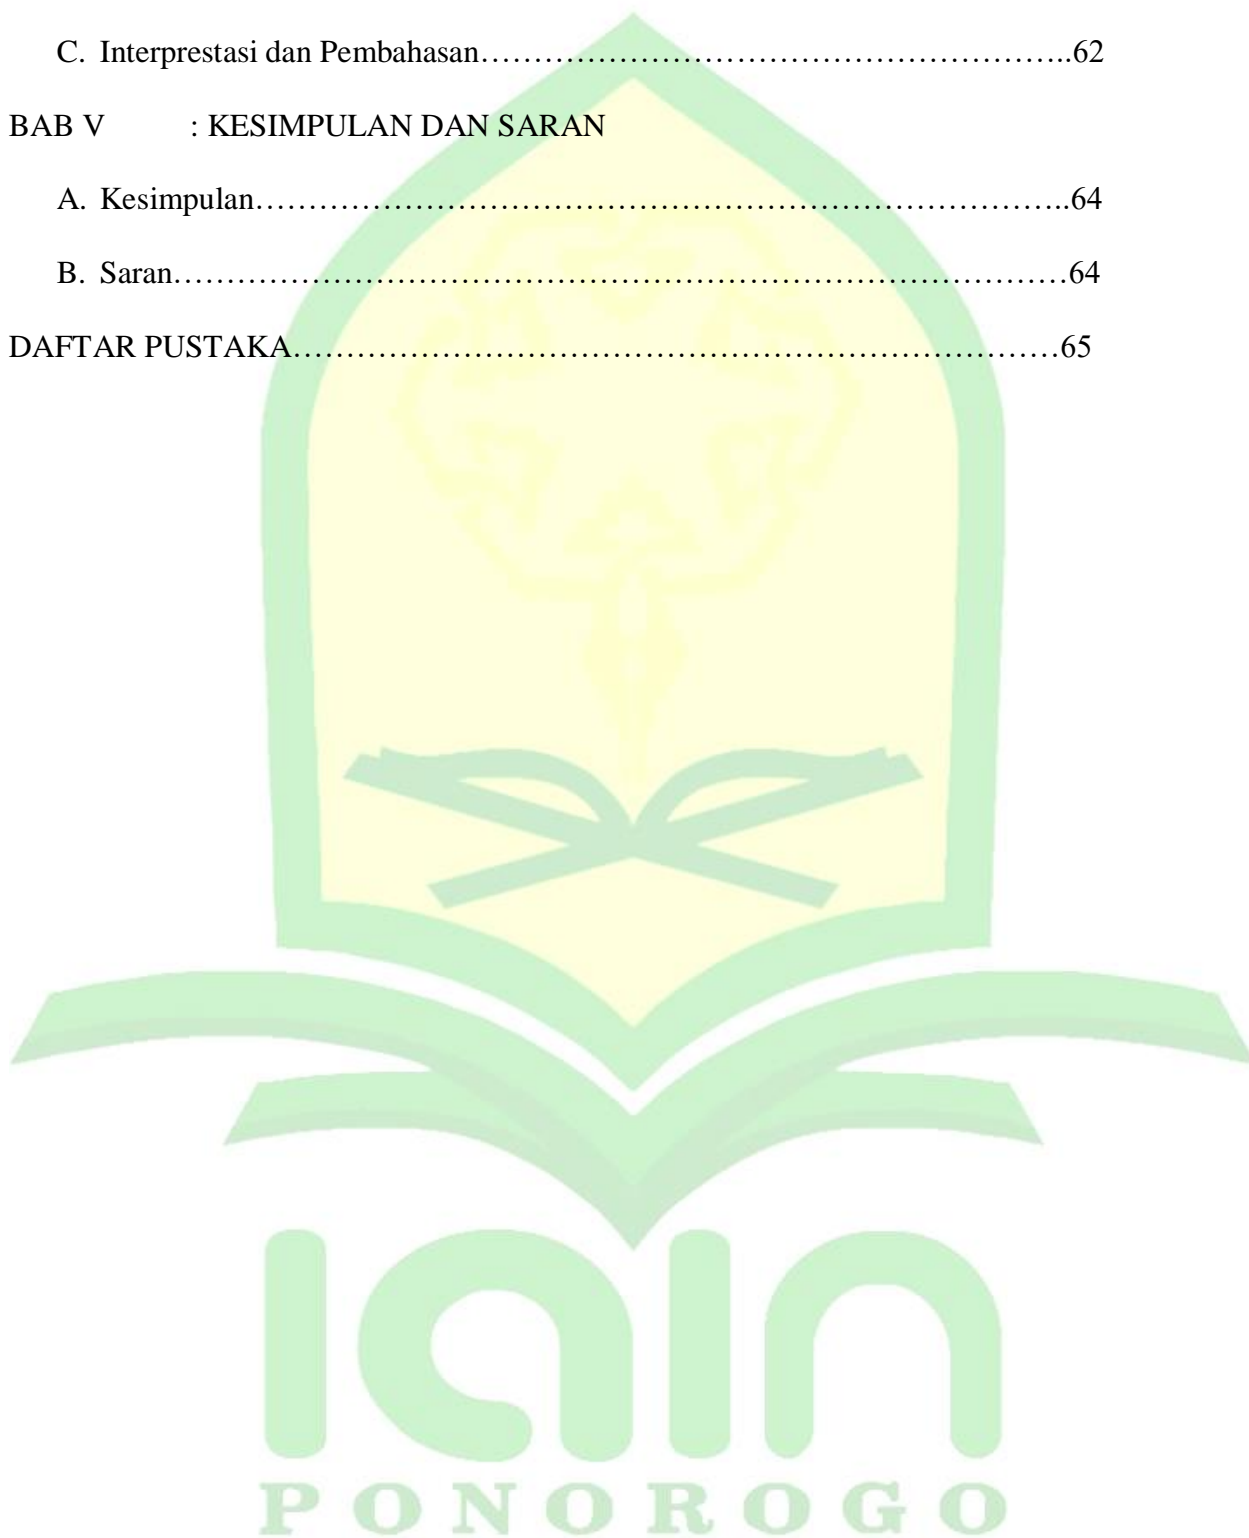 C. Interprestasi dan Pembahasan…………………………………………………..62
BAB V : KESIMPULAN DAN SARAN
A. Kesimpulan…………………………………………………………………..64
B. Saran…………………………………………………………………………64
DAFTAR PUSTAKA………………………………………………………………65
IAIN
PONOROGO